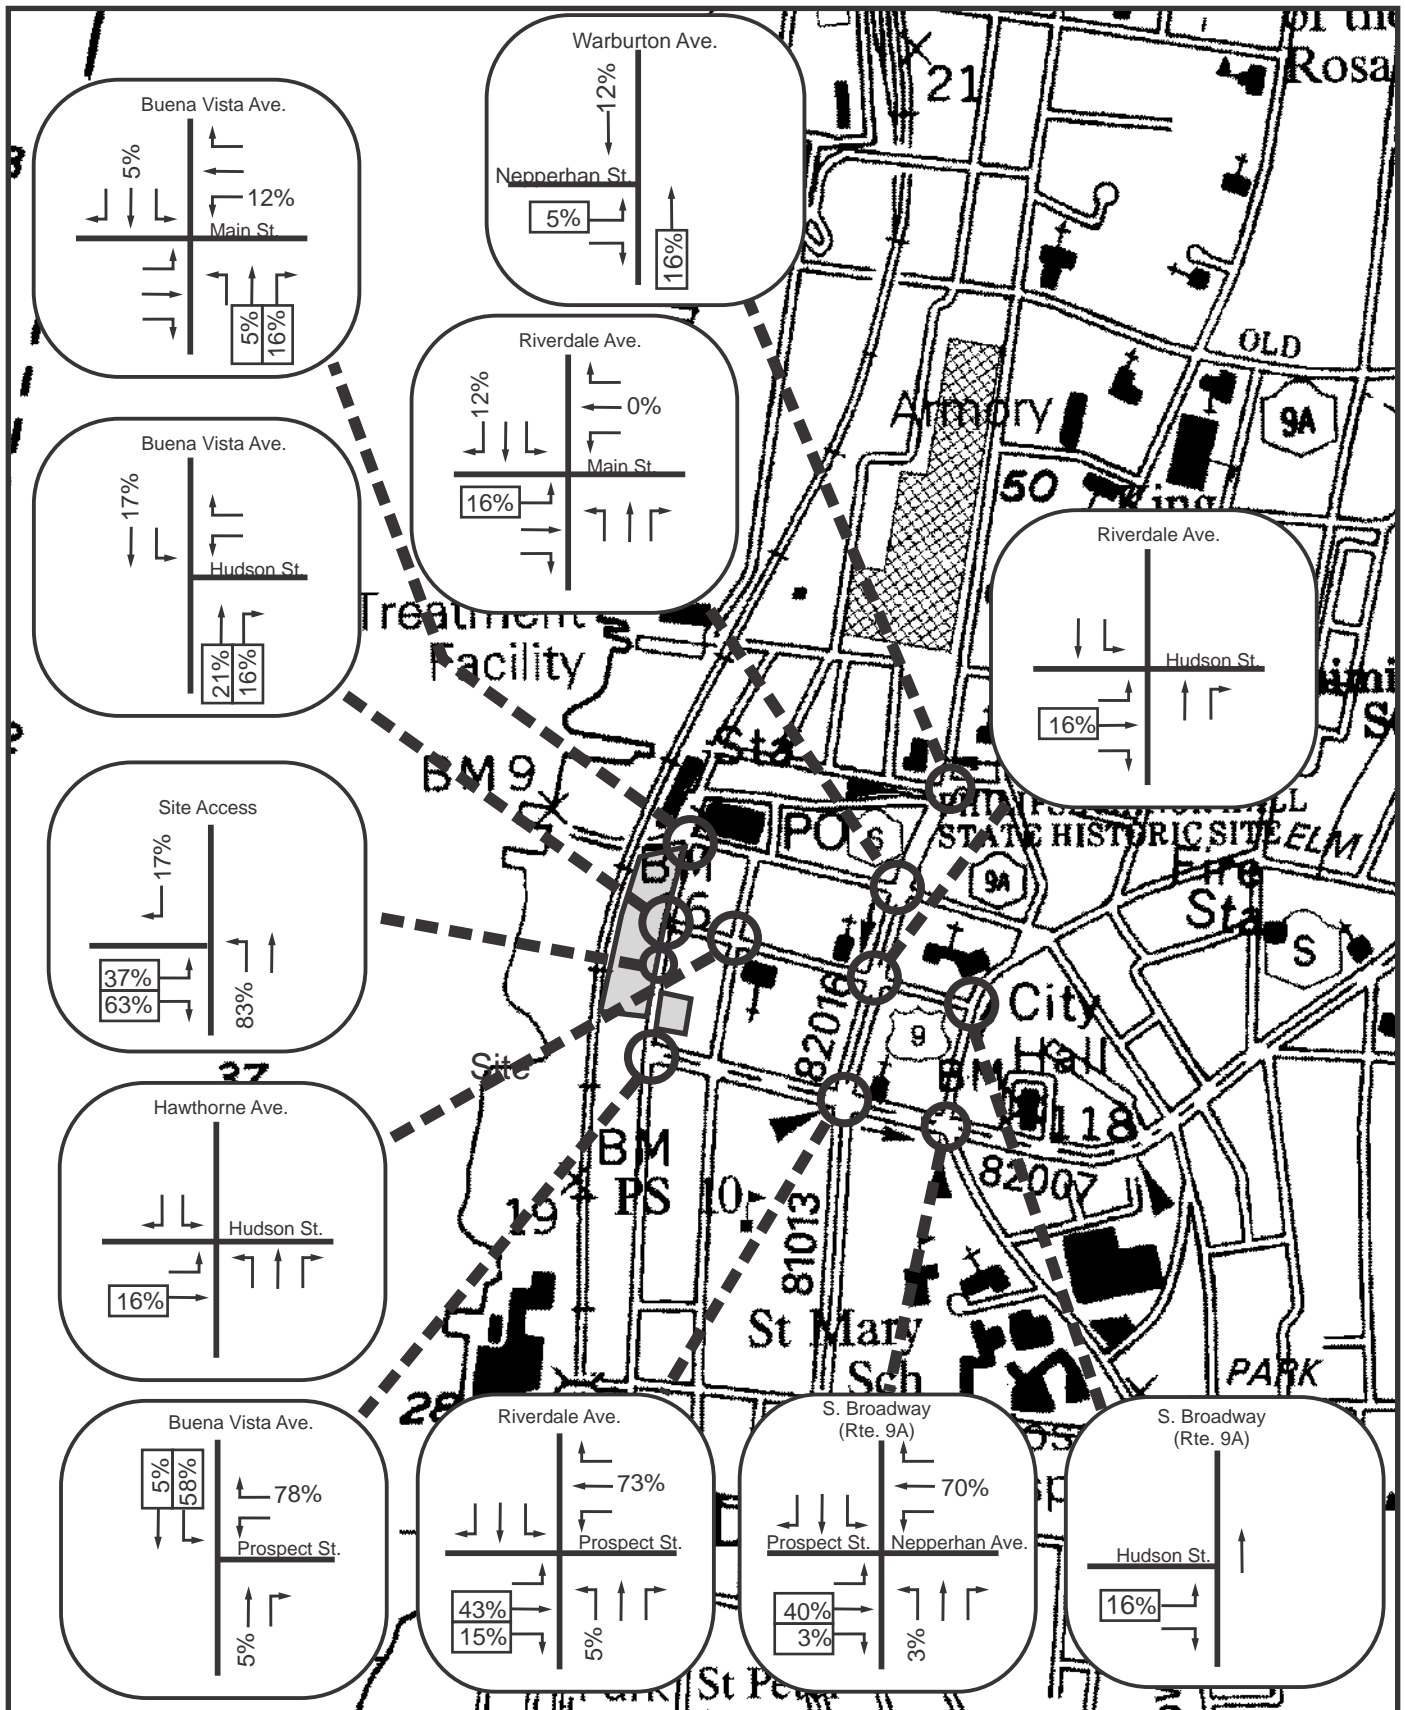 Buena Vista Ave.
5%
12%
Main St.
5%
16%
Warburton Ave.
12%
Nepperhan St.
5%
16%
21
Rosa
Riverdale Ave.
12%
0%
Main St.
16%
OLD
9A
Armory
50
King
Buena Vista Ave.
17%
Hudson St.
21%
16%
Treatment
Facility
Riverdale Ave.
Hudson St.
16%
Sta
BM 9
PO
S
STATE HISTORIC SITE
ELM
9A
Fire
Sta
S
BM
6
Site Access
17%
37%
63%
83%
82016
City
Hall
9
BM
118
82007
Site
37
Hawthorne Ave.
Hudson St.
16%
BM
PS
10
19
81013
St Mary
Sch
PARK
28
Buena Vista Ave.
5%
58%
78%
Prospect St.
5%
Riverdale Ave.
73%
Prospect St.
43%
15%
5%
S. Broadway
(Rte. 9A)
70%
Prospect St.
Nepperhan Ave.
40%
3%
3%
S. Broadway
(Rte. 9A)
Hudson St.
16%
St Peter